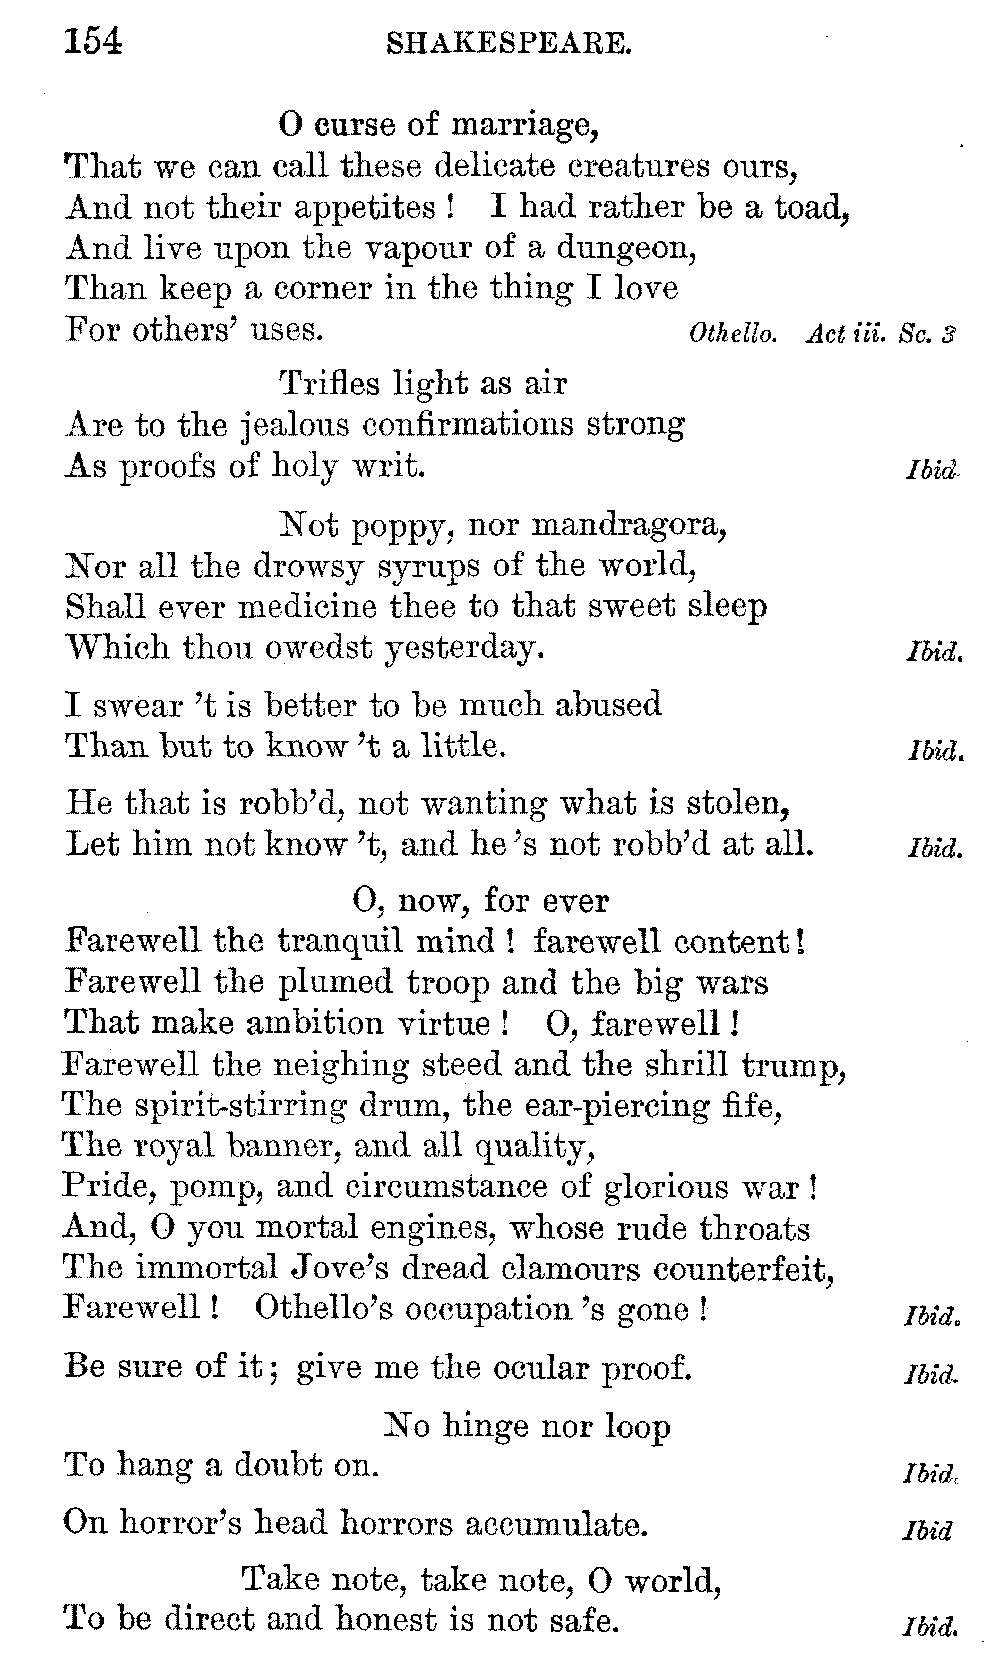 154 SHAKESPEARE.
O curse of marriage,
That we can call these delicate creatures ours,
And not their appetites ! I had rather be a toad,
And live upon the vapour of a dungeon,
Than keep a corner in the thing I love
For others' uses. Othello. Act iii. Sc. 3
Trifles light as air
Are to the jealous confirmations strong
As proofs of holy writ. Ibid.
Not poppy, nor mandragora,
Nor all the drowsy syrups of the world,
Shall ever medicine thee to that sweet sleep
Which thou owedst yesterday. Ibid.
I swear 't is better to be much abused
Than but to know 't a little. Ibid.
He that is robb'd, not wanting what is stolen,
Let him not know 't, and he 's not robb'd at all. Ibid.
O, now, for ever
Farewell the tranquil mind ! farewell content !
Farewell the plumed troop and the big wars
That make ambition virtue ! O, farewell !
Farewell the neighing steed and the shrill trump,
The spirit-stirring drum, the ear-piercing fife,
The royal banner, and all quality,
Pride, pomp, and circumstance of glorious war !
And, O you mortal engines, whose rude throats
The immortal Jove's dread clamours counterfeit,
Farewell ! Othello's occupation 's gone ! Ibid.
Be sure of it ; give me the ocular proof. Ibid.
No hinge nor loop
To hang a doubt on. Ibid.
On horror's head horrors accumulate. Ibid
Take note, take note, O world,
To be direct and honest is not safe. Ibid.